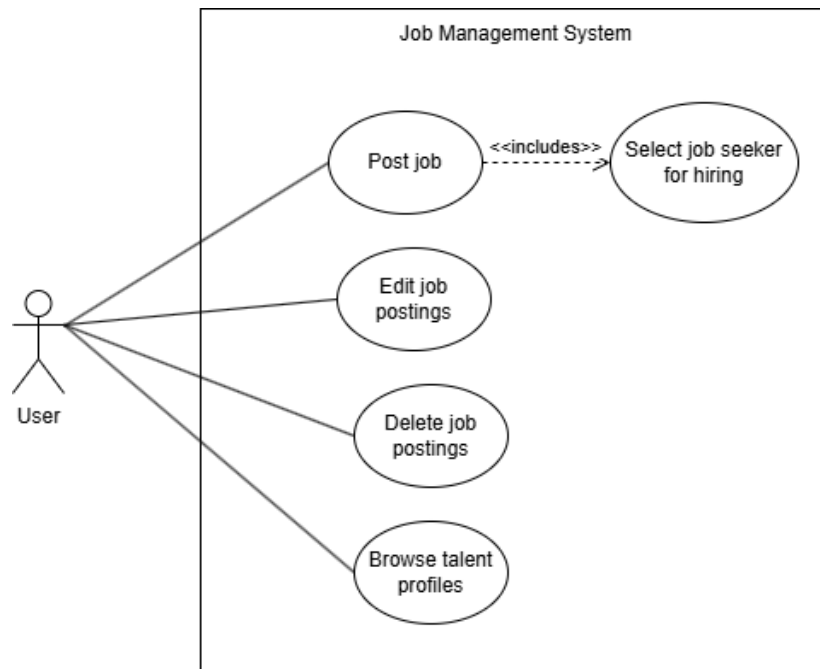 Job Management System
Post job
<<includes>>
Select job seeker
for hiring
Edit job
postings
User
Delete job
postings
Browse talent
profiles